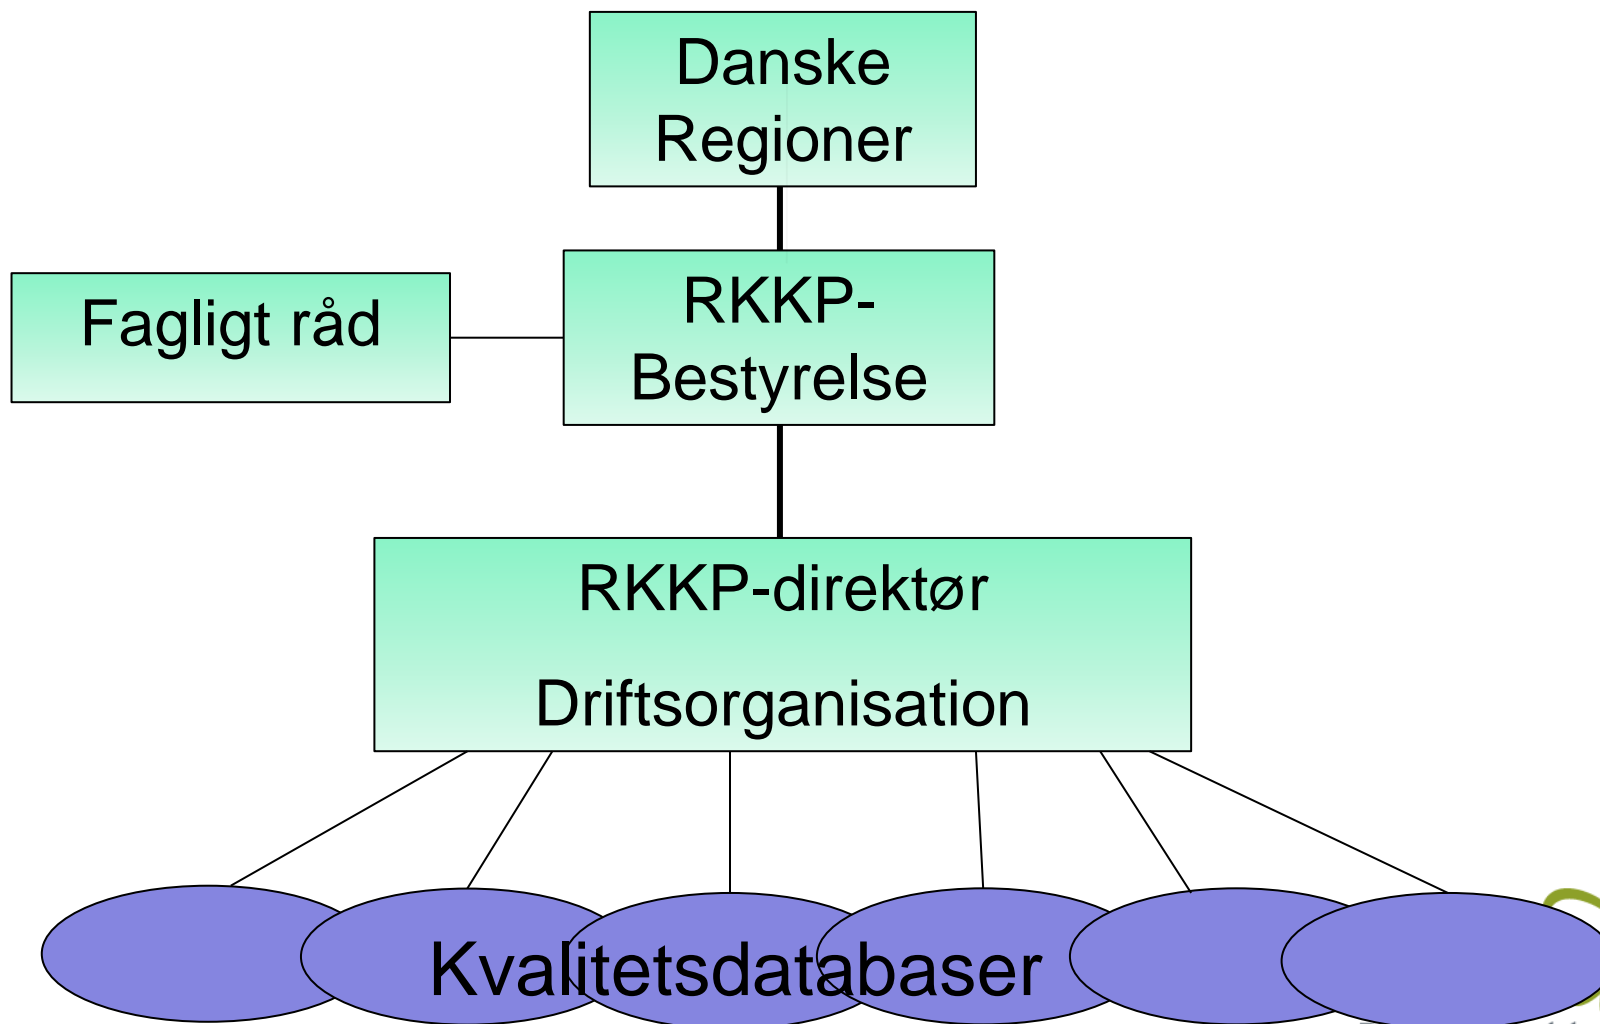 Danske
Regioner
Fagligt råd
RKKP-
Bestyrelse
RKKP-direktør
Driftsorganisation
Kvalitetsdatabaser